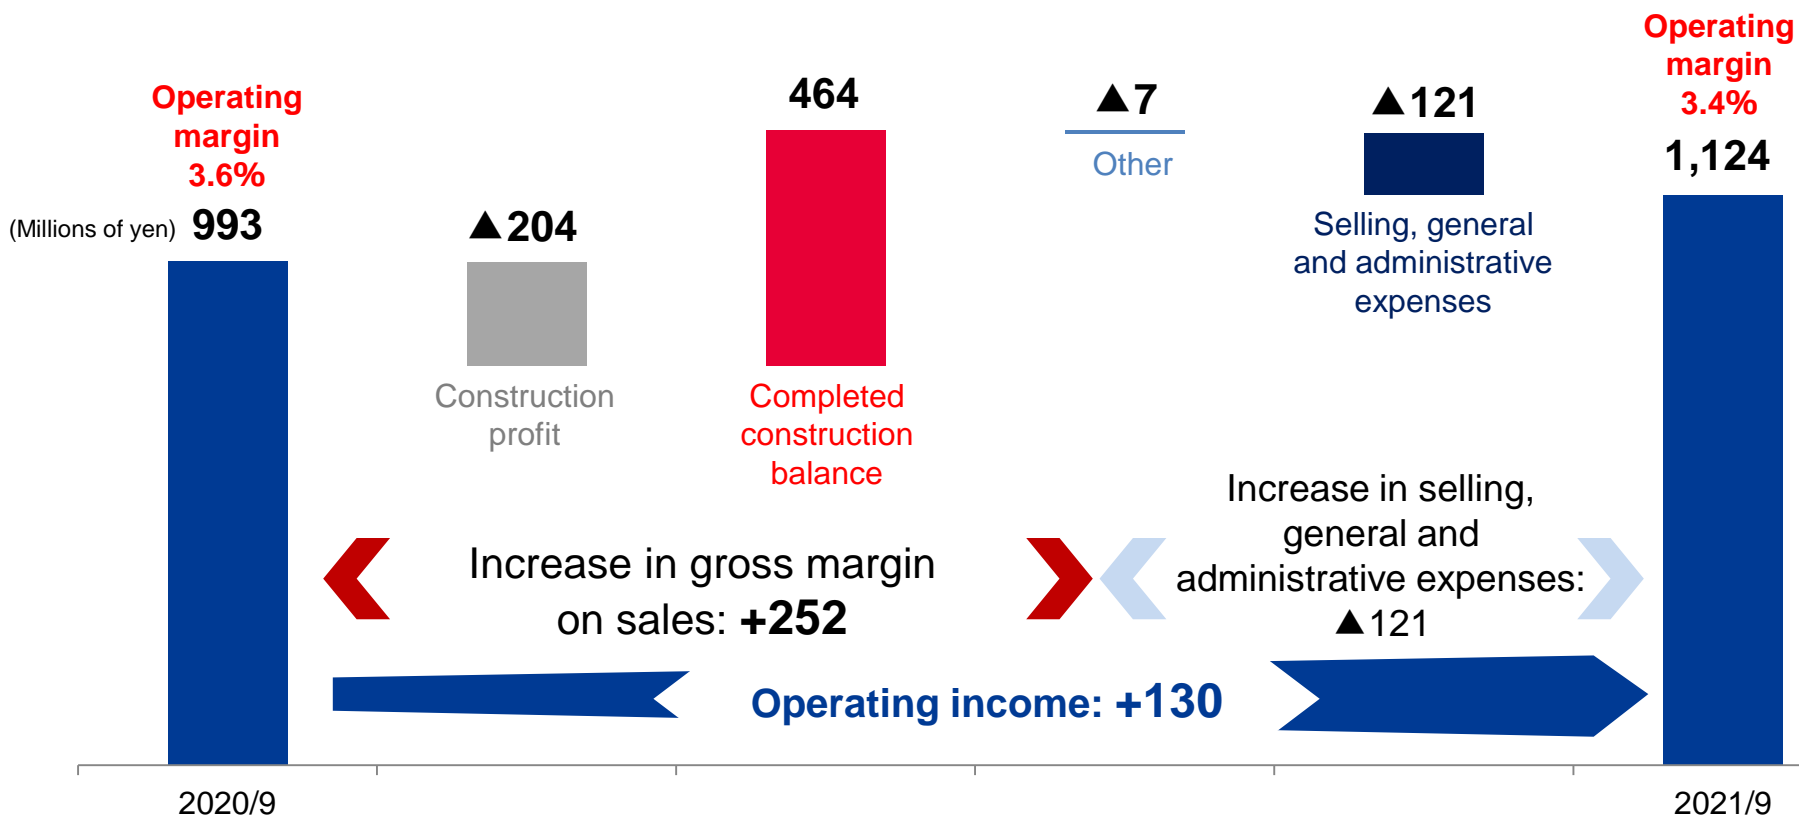 Operating
margin
3.6%
(Millions of yen) 993
▲204
Construction
profit
464
Completed
construction
balance
▲7
Other
▲121
Selling, general
and administrative
expenses
Operating
margin
3.4%
1,124
Increase in gross margin
on sales: +252
Increase in selling,
general and
administrative expenses:
▲121
Operating income: +130
2020/9
2021/9